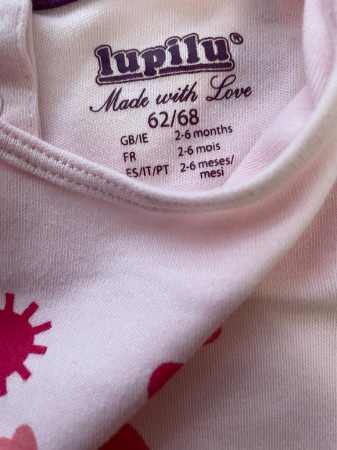 lupilu®
Made with Love
62/68
GB/IE 2-6 months
FR 2-6 mois
ES/IT/PT 2-6 meses/
mesi